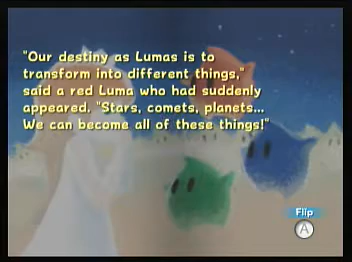 "Our destiny as Lumas is to
transform into different things,"
said a red Luma who had suddenly
appeared. "Stars, comets, planets...
We can become all of these things!"
Flip
A